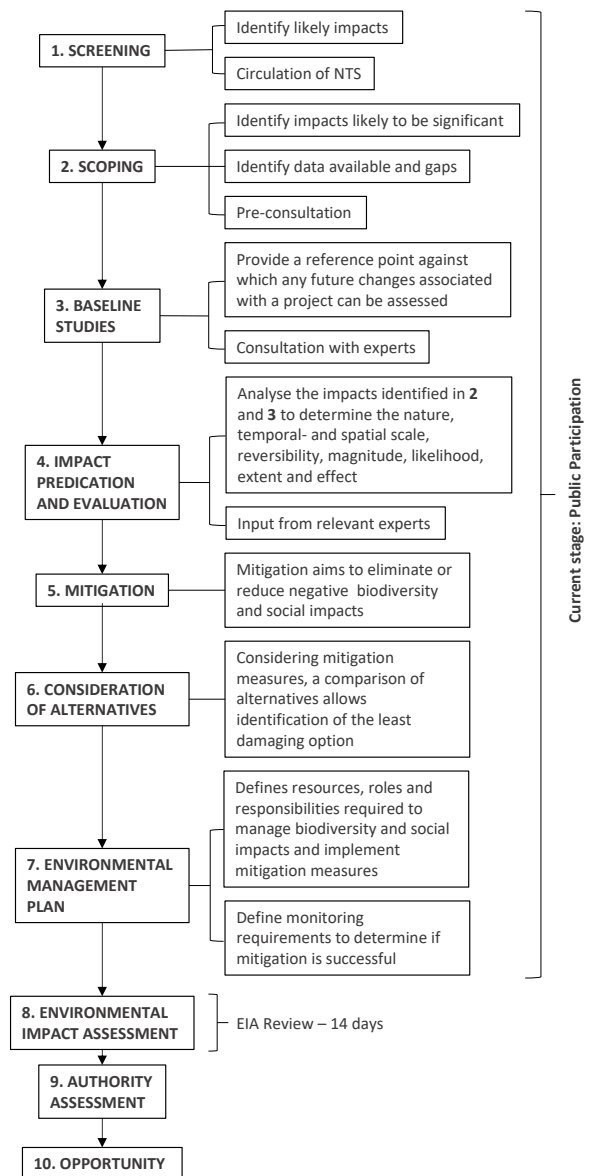 1. SCREENING
Identify likely impacts
Circulation of NTS
2. SCOPING
Identify impacts likely to be significant
Identify data available and gaps
Pre-consultation
3. BASELINE
STUDIES
Provide a reference point against
which any future changes associated
with a project can be assessed
Consultation with experts
4. IMPACT
PREDICATION
AND EVALUATION
Analyse the impacts identified in 2
and 3 to determine the nature,
temporal- and spatial scale,
reversibility, magnitude, likelihood,
extent and effect
Input from relevant experts
5. MITIGATION
Mitigation aims to eliminate or
reduce negative biodiversity
and social impacts
6. CONSIDERATION
OF ALTERNATIVES
Considering mitigation
measures, a comparison of
alternatives allows
identification of the least
damaging option
7. ENVIRONMENTAL
MANAGEMENT
PLAN
Defines resources, roles and
responsibilities required to
manage biodiversity and social
impacts and implement
mitigation measures
Define monitoring
requirements to determine if
mitigation is successful
Current stage: Public Participation
8. ENVIRONMENTAL
IMPACT ASSESSMENT
EIA Review – 14 days
9. AUTHORITY
ASSESSMENT
10. OPPORTUNITY